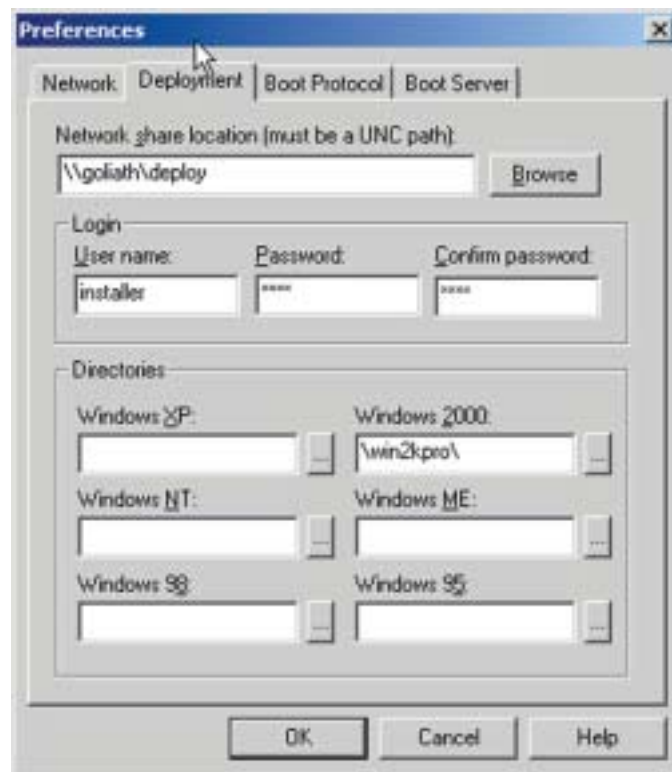 Preferences
Network Deployment Boot Protocol Boot Server
Network share location (must be a UNC path):
\\goliath\deploy Browse
Login
User name: Password: Confirm password:
installer **** ****
Directories
Windows XP: Windows 2000:
... \win2kpro\ ...
Windows NT: Windows ME:
... ...
Windows 98: Windows 95:
... ...
OK Cancel Help